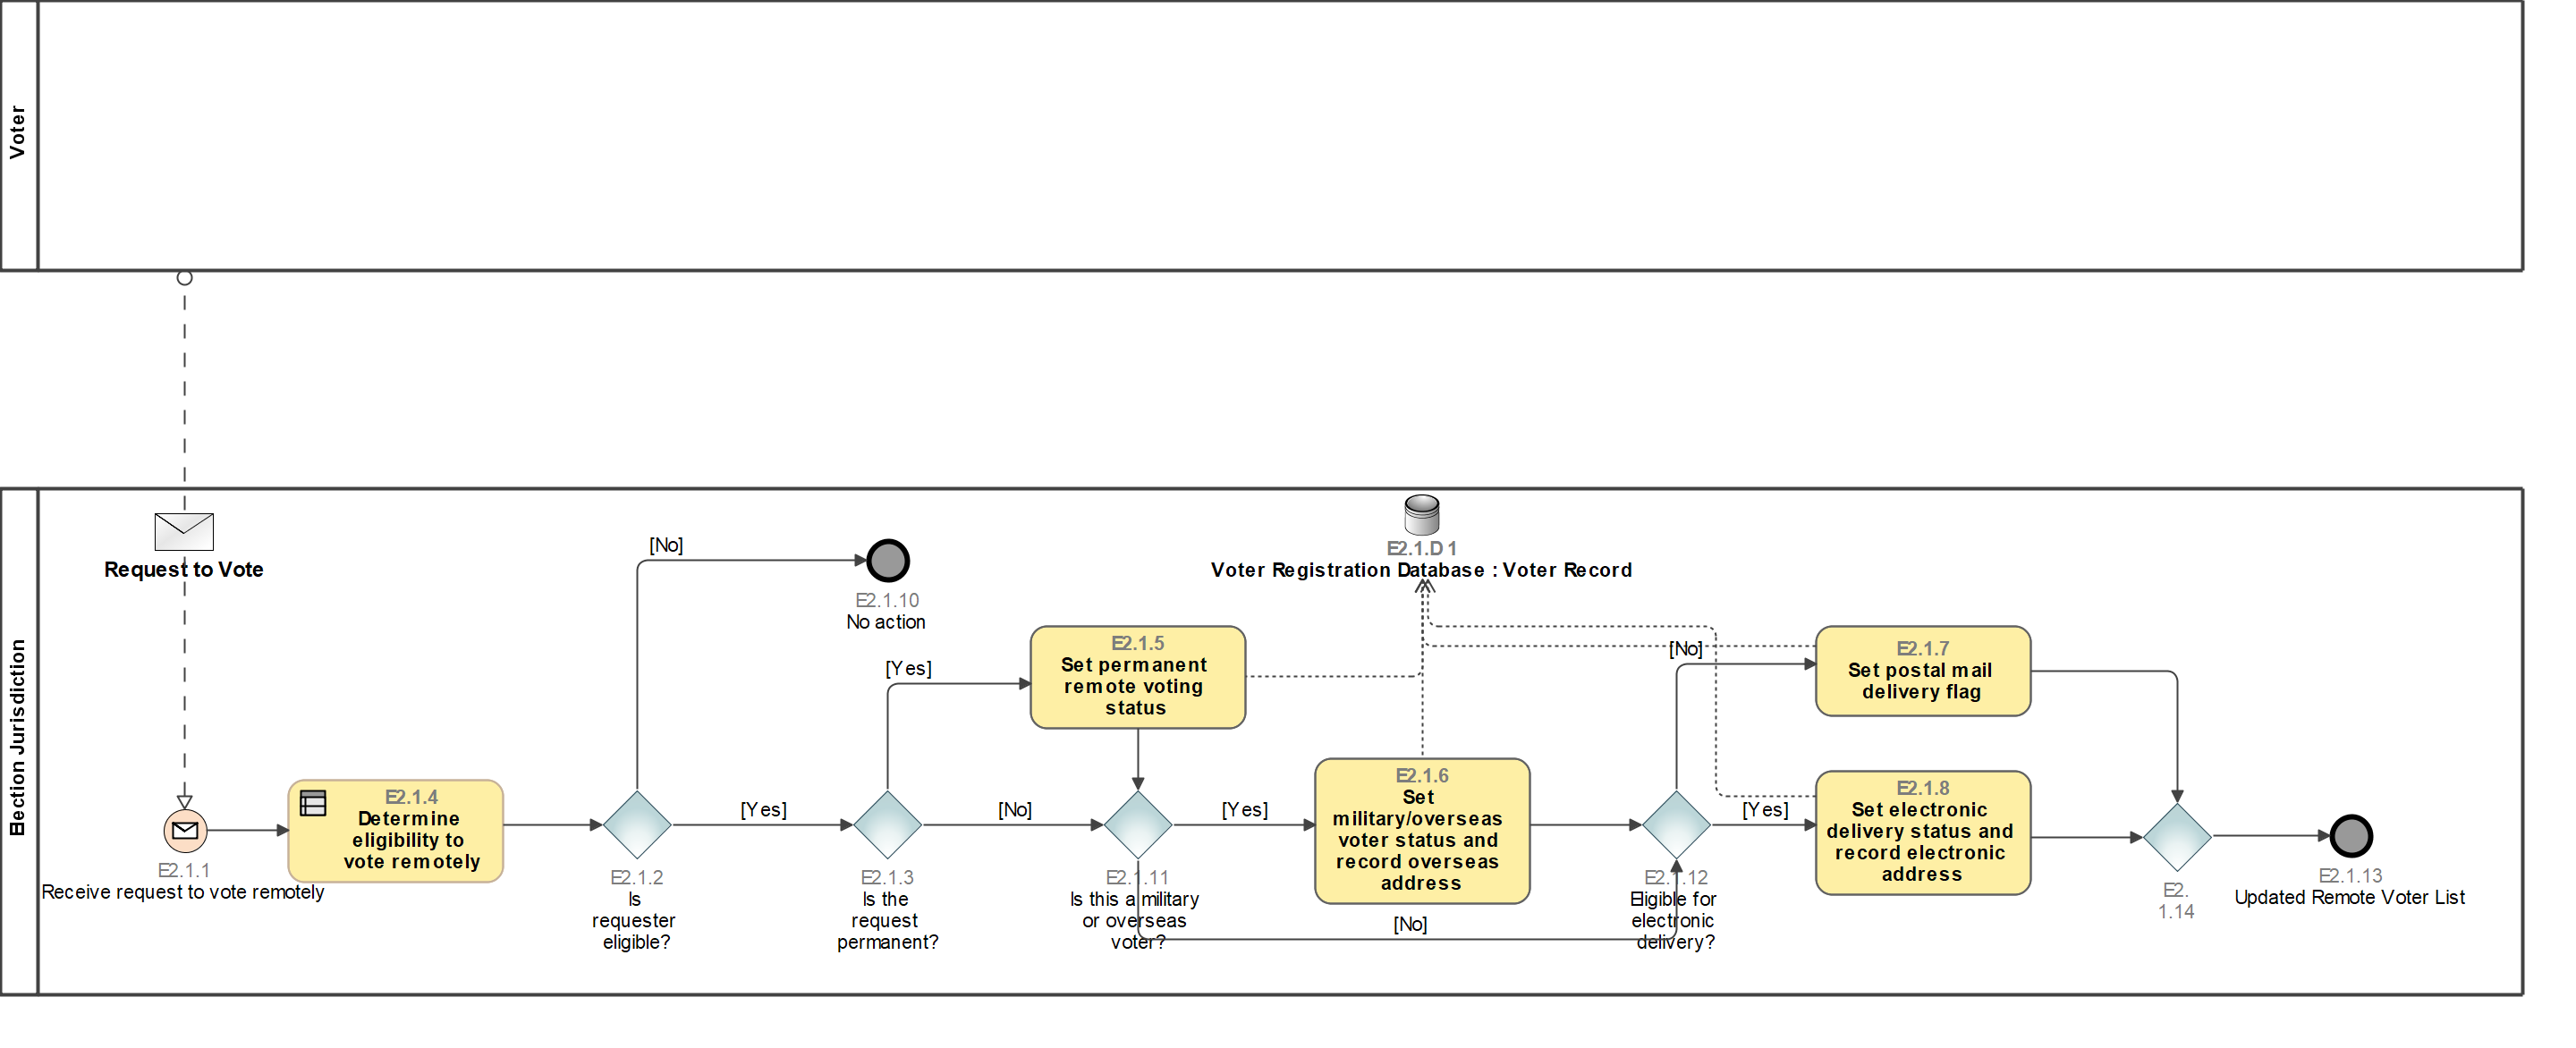 Voter
Election Jurisdiction
Request to Vote
E2.1.1
Receive request to vote remotely
E2.1.4
Determine
eligibility to
vote remotely
E2.1.2
Is
requester
eligible?
[No]
E2.1.10
No action
[Yes]
E2.1.3
Is the
request
permanent?
[Yes]
E2.1.5
Set permanent
remote voting
status
[No]
E2.1.11
Is this a military
or overseas
voter?
[Yes]
[No]
E2.1.D1
Voter Registration Database : Voter Record
E2.1.6
Set
military/overseas
voter status and
record overseas
address
E2.1.12
Eligible for
electronic
delivery?
[No]
E2.1.7
Set postal mail
delivery flag
[Yes]
E2.1.8
Set electronic
delivery status and
record electronic
address
E2.
1.14
E2.1.13
Updated Remote Voter List